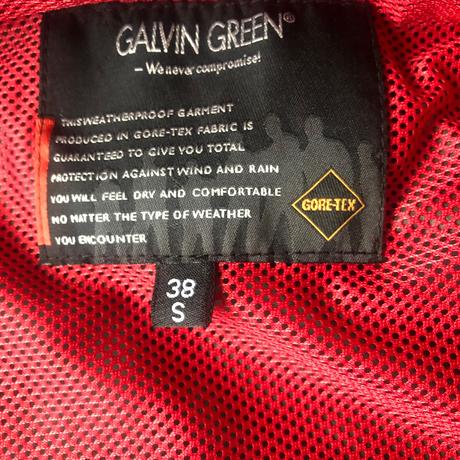 GALVIN GREEN®
– We never compromise!
THIS WEATHERPROOF GARMENT
PRODUCED IN GORE-TEX FABRIC IS
GUARANTEED TO GIVE YOU TOTAL
PROTECTION AGAINST WIND AND RAIN
YOU WILL FEEL DRY AND COMFORTABLE
NO MATTER THE TYPE OF WEATHER
YOU ENCOUNTER
GORE-TEX
38
S